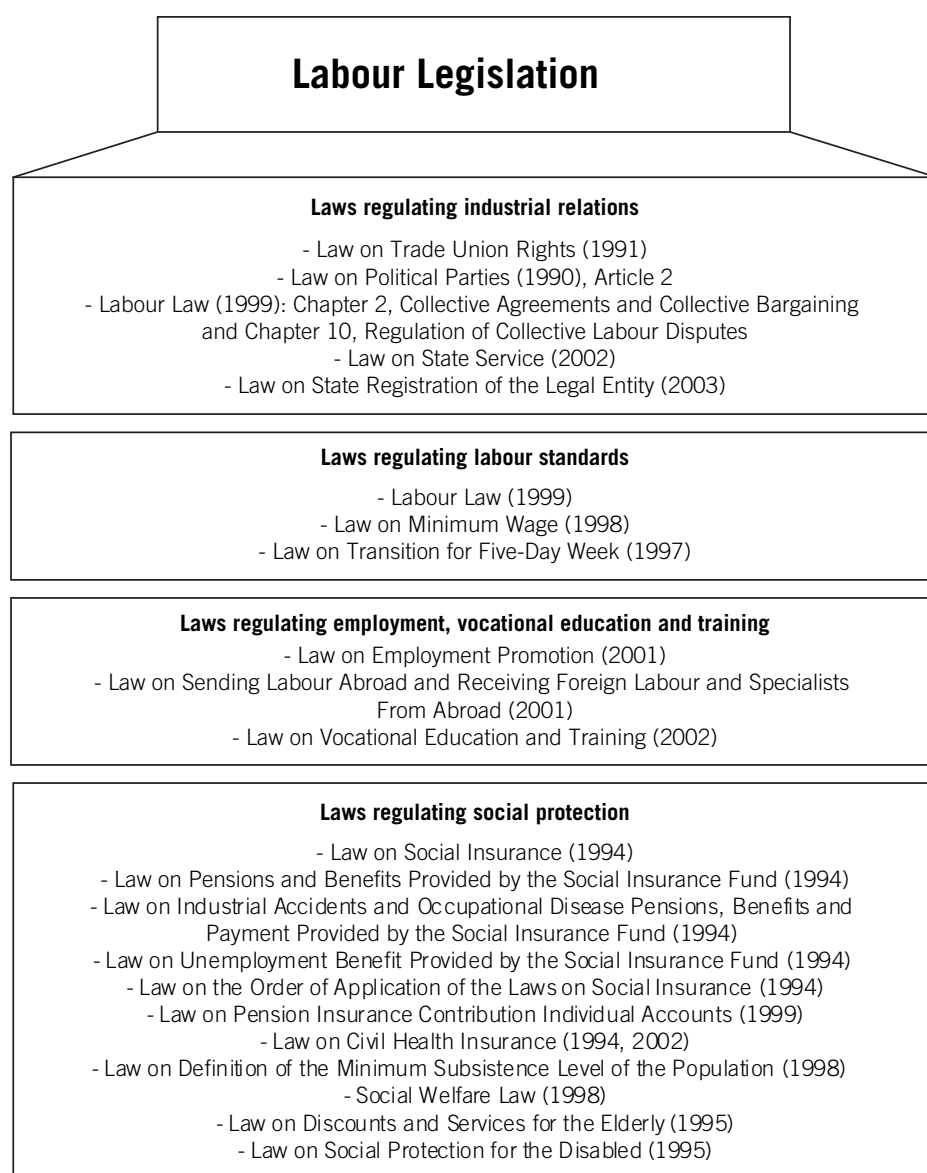 Labour Legislation
Laws regulating industrial relations
- Law on Trade Union Rights (1991)
- Law on Political Parties (1990), Article 2
- Labour Law (1999): Chapter 2, Collective Agreements and Collective Bargaining
and Chapter 10, Regulation of Collective Labour Disputes
- Law on State Service (2002)
- Law on State Registration of the Legal Entity (2003)
Laws regulating labour standards
- Labour Law (1999)
- Law on Minimum Wage (1998)
- Law on Transition for Five-Day Week (1997)
Laws regulating employment, vocational education and training
- Law on Employment Promotion (2001)
- Law on Sending Labour Abroad and Receiving Foreign Labour and Specialists
From Abroad (2001)
- Law on Vocational Education and Training (2002)
Laws regulating social protection
- Law on Social Insurance (1994)
- Law on Pensions and Benefits Provided by the Social Insurance Fund (1994)
- Law on Industrial Accidents and Occupational Disease Pensions, Benefits and
Payment Provided by the Social Insurance Fund (1994)
- Law on Unemployment Benefit Provided by the Social Insurance Fund (1994)
- Law on the Order of Application of the Laws on Social Insurance (1994)
- Law on Pension Insurance Contribution Individual Accounts (1999)
- Law on Civil Health Insurance (1994, 2002)
- Law on Definition of the Minimum Subsistence Level of the Population (1998)
- Social Welfare Law (1998)
- Law on Discounts and Services for the Elderly (1995)
- Law on Social Protection for the Disabled (1995)